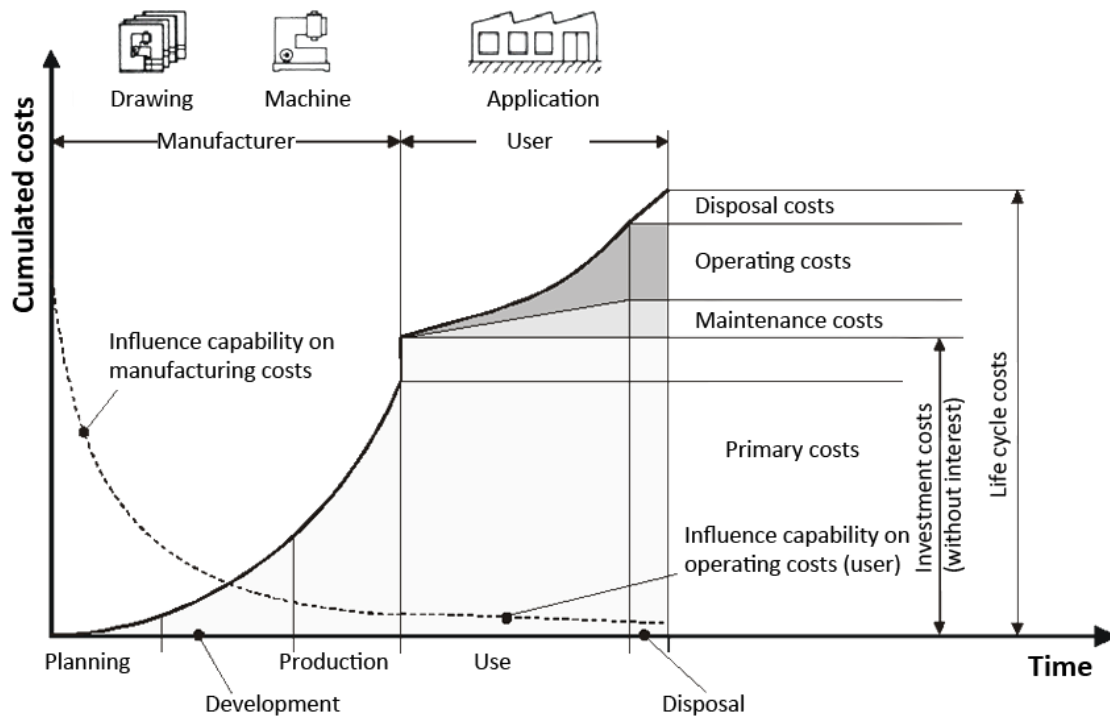 Drawing
Machine
Application
Manufacturer
User
Cumulated costs
Disposal costs
Operating costs
Maintenance costs
Influence capability on
manufacturing costs
Primary costs
Influence capability on
operating costs (user)
Investment costs
(without interest)
Life cycle costs
Planning
Production
Use
Time
Development
Disposal